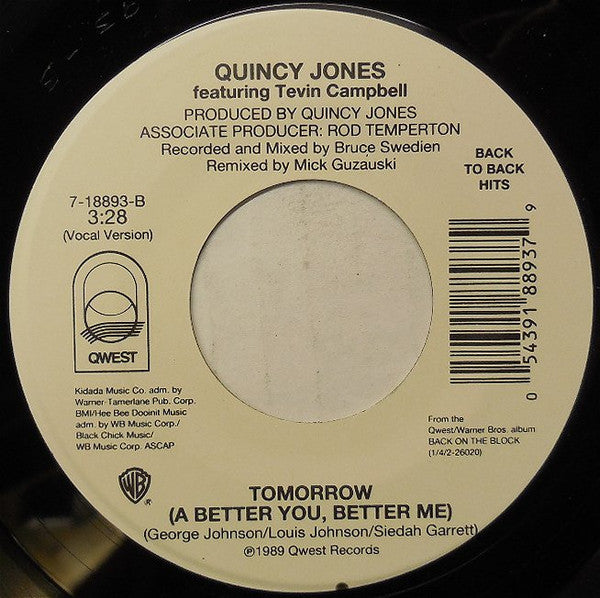 QUINCY JONES
featuring Tevin Campbell
PRODUCED BY QUINCY JONES
ASSOCIATE PRODUCER: ROD TEMPERTON
Recorded and Mixed by Bruce Swedien
Remixed by Mick Guzauski
BACK
TO BACK
HITS
7-18893-B
3:28
(Vocal Version)
QWEST
0 54391 88937 9
Kidada Music Co. adm. by
Warner-Tamerlane Pub. Corp.
BMI/Hee Bee Dooinit Music
adm. by WB Music Corp./
Black Chick Music/
WB Music Corp. ASCAP
From the
Qwest/Warner Bros. album
BACK ON THE BLOCK
(1/4/2-26020)
WB
TOMORROW
(A BETTER YOU, BETTER ME)
(George Johnson/Louis Johnson/Siedah Garrett)
℗1989 Qwest Records